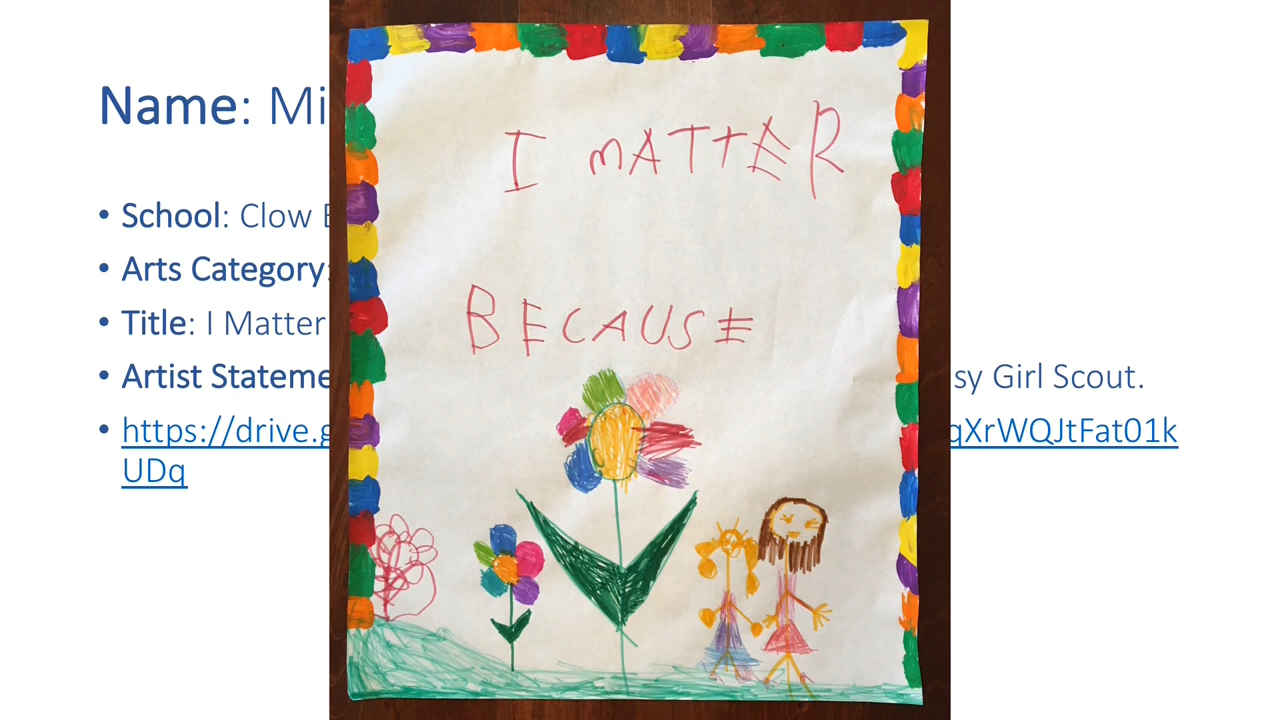 Name: Mi
School: Clow
Arts Category:
Title: I Matter
Artist Stateme sy Girl Scout.
https://drive.g qXrWQJtFat01k
UDq
I MATTER
BECAUSE